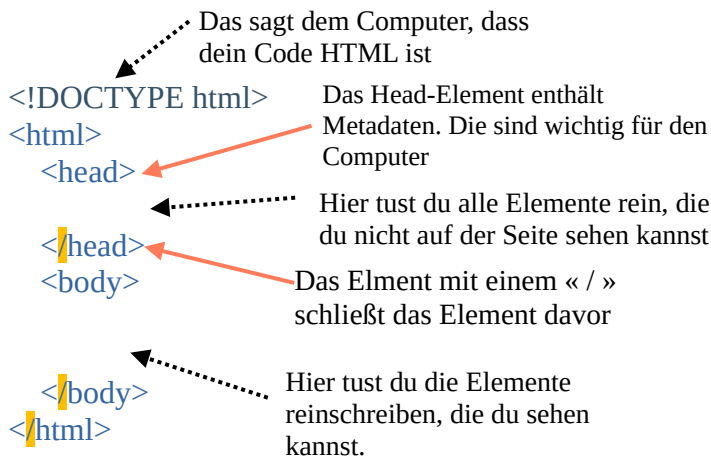 Das sagt dem Computer, dass
dein Code HTML ist
<!DOCTYPE html>
<html>
<head>
Das Head-Element enthält
Metadaten. Die sind wichtig für den
Computer
Hier tust du alle Elemente rein, die
du nicht auf der Seite sehen kannst
</head>
<body>
Das Elment mit einem « / »
schließt das Element davor
</body>
</html>
Hier tust du die Elemente
reinschreiben, die du sehen
kannst.